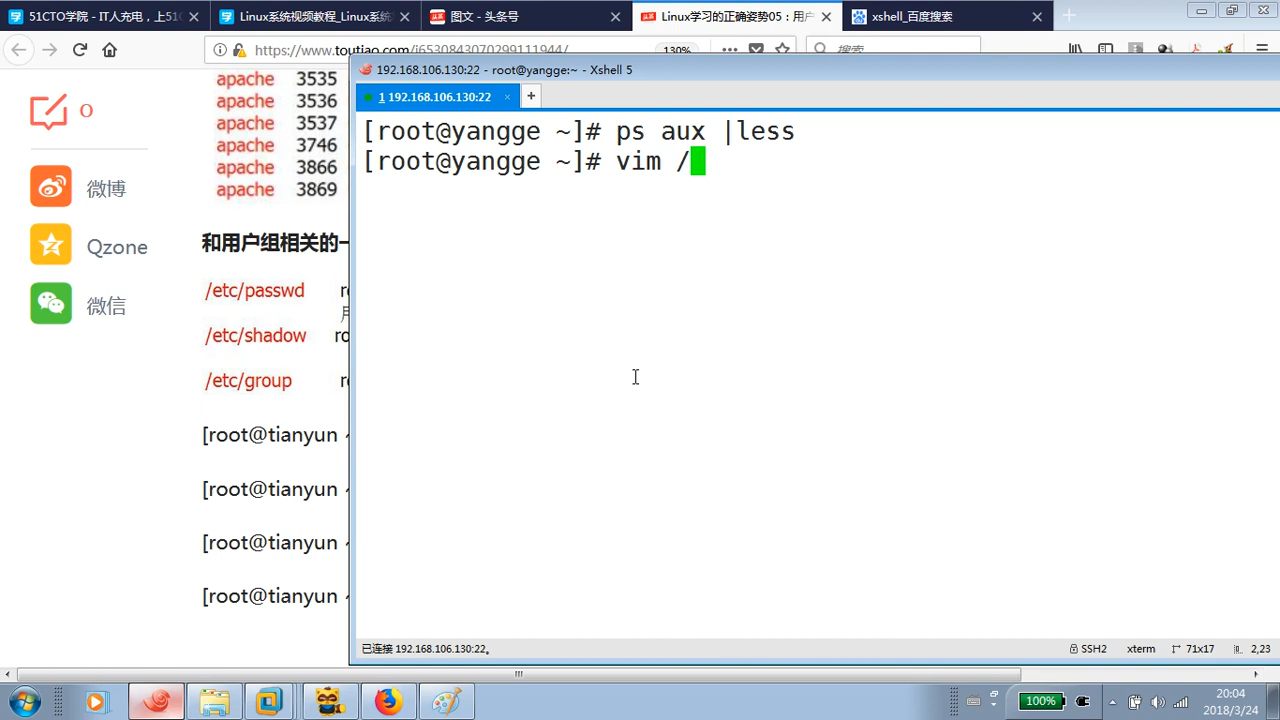 51CTO学院 - IT人充电，上51
Linux系统视频教程_Linux系统
头条 图文 - 头条号
头条 Linux学习的正确姿势05：用户
xshell_百度搜索
https://www.toutiao.com/i6530843070299111944/
130%
搜索
apache 3535
apache 3536
apache 3537
apache 3746
apache 3866
apache 3869
0
微博
Qzone
微信
和用户组相关的一
/etc/passwd
/etc/shadow ro
/etc/group
[root@tianyun ~
[root@tianyun ~
[root@tianyun ~
[root@tianyun ~
192.168.106.130:22 - root@yangge:~ - Xshell 5
1 192.168.106.130:22
[root@yangge ~]# ps aux |less
[root@yangge ~]# vim /
已连接 192.168.106.130:22。
SSH2
xterm
71x17
2,23
100%
20:04
2018/3/24